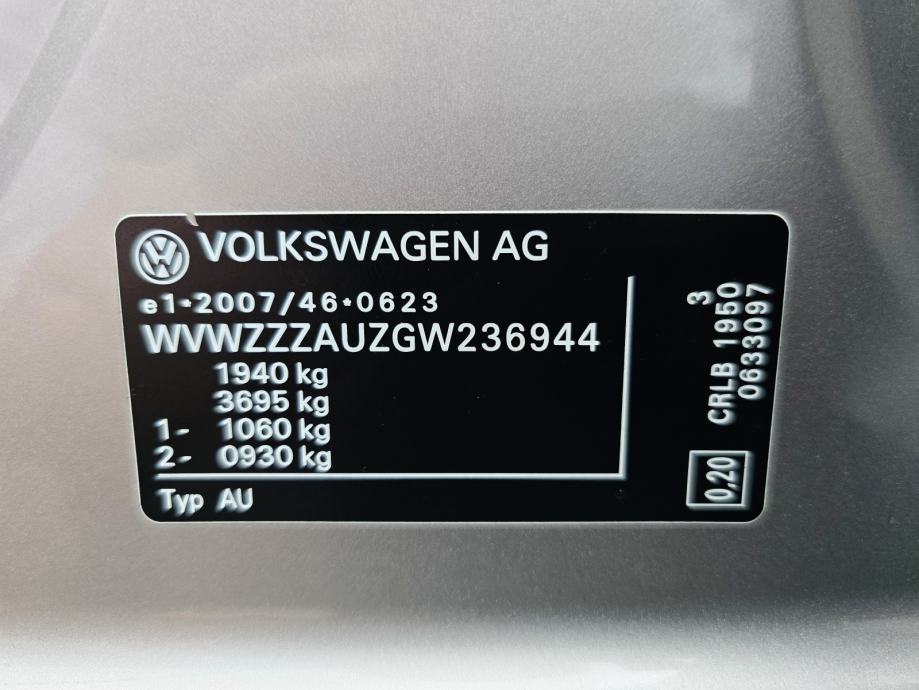 VOLKSWAGEN AG
e1*2007/46*0623
WVWZZZAUZGW236944
1940 kg
3695 kg
1- 1060 kg
2- 0930 kg
Typ AU
3
CRLB 1950
0633097
0,20